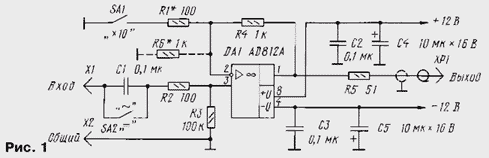 SA1
R1* 100
R4 1 к
+12 В
„×10"
R6* 1к
DA1 AD812A
C2
0,1 мк
C4
10 мк × 16 В
XP1
X1
C1
0,1 мк
2
3
∞
1
Вход
R2 100
+U
-U
8
4
R5 51
Выход
SA2
„≂"
R3
100к
-12 В
X2
C3
0,1 мк
C5
10 мк × 16 В
Общий
Рис. 1